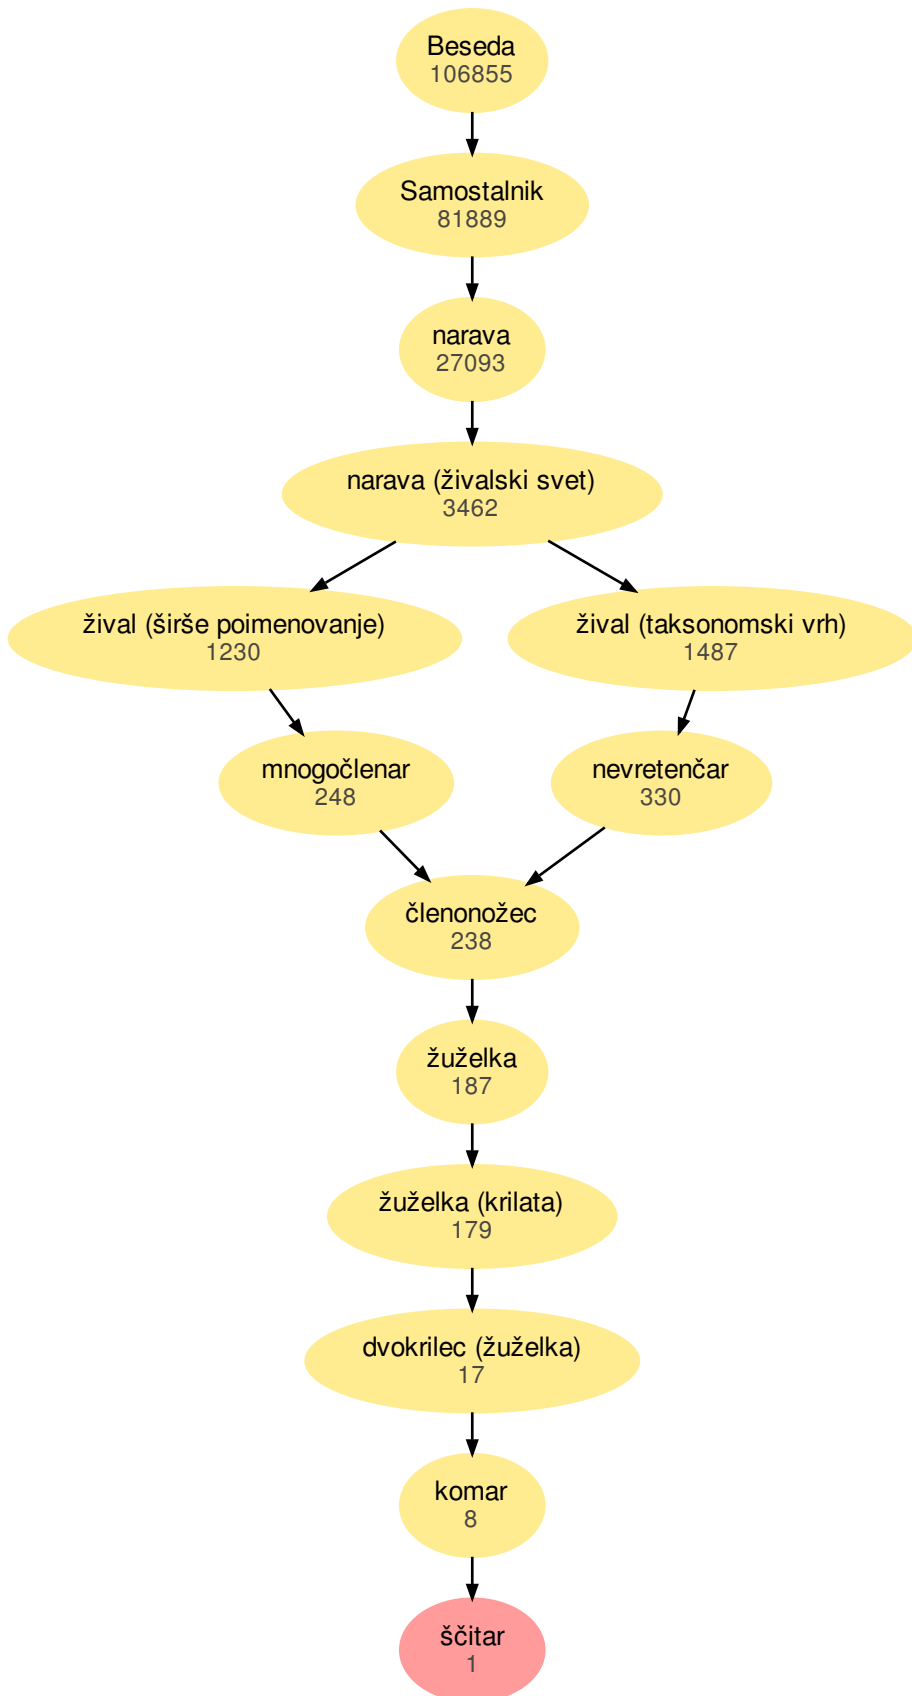 Beseda
106855
Samostalnik
81889
narava
27093
narava (živalski svet)
3462
žival (širše poimenovanje)
1230
žival (taksonomski vrh)
1487
mnogočlenar
248
nevretenčar
330
členonožec
238
žuželka
187
žuželka (krilata)
179
dvokrilec (žuželka)
17
komar
8
ščitar
1